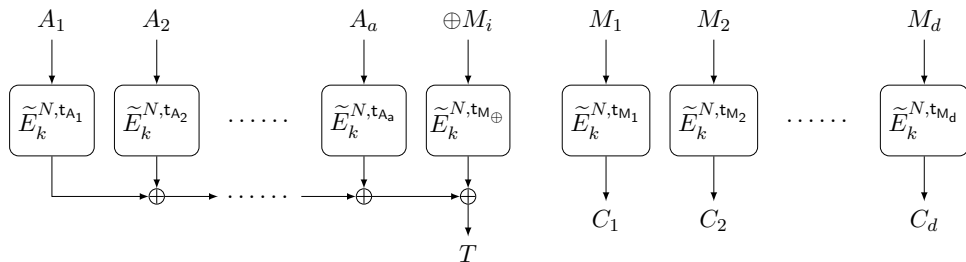 A_1 A_2 A_a ⊕M_i M_1 M_2 M_d
Ẽ_k^{N,t_{A_1}} Ẽ_k^{N,t_{A_2}} ...... Ẽ_k^{N,t_{A_a}} Ẽ_k^{N,t_{M_⊕}} Ẽ_k^{N,t_{M_1}} Ẽ_k^{N,t_{M_2}} ...... Ẽ_k^{N,t_{M_d}}
⊕ ...... ⊕ ⊕
C_1 C_2 C_d
T